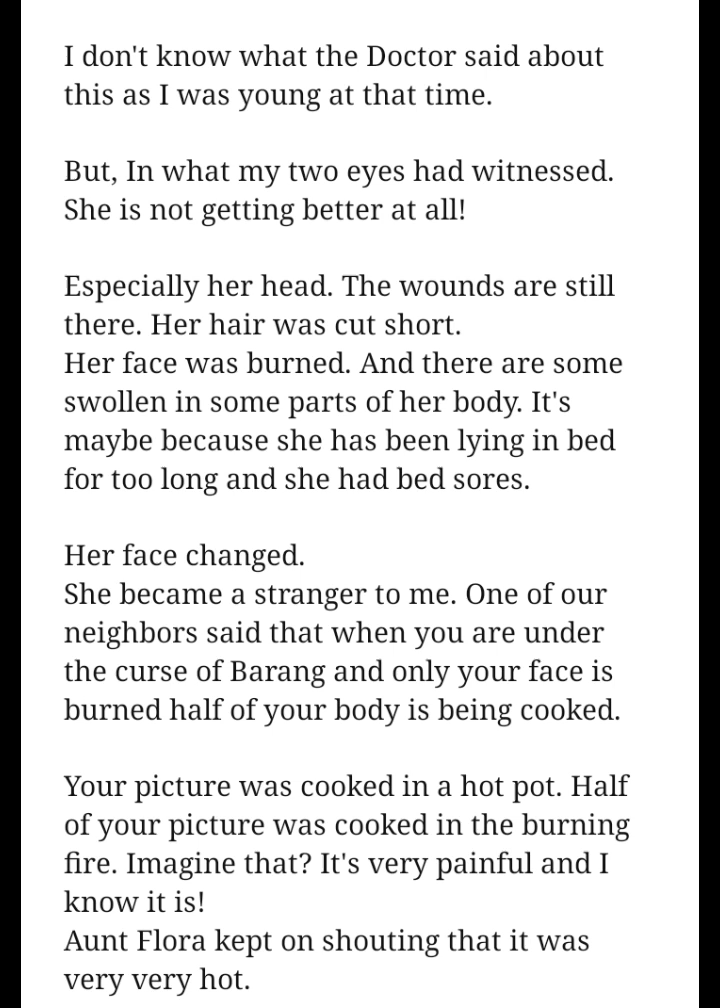 I don't know what the Doctor said about
this as I was young at that time.
But, In what my two eyes had witnessed.
She is not getting better at all!
Especially her head. The wounds are still
there. Her hair was cut short.
Her face was burned. And there are some
swollen in some parts of her body. It's
maybe because she has been lying in bed
for too long and she had bed sores.
Her face changed.
She became a stranger to me. One of our
neighbors said that when you are under
the curse of Barang and only your face is
burned half of your body is being cooked.
Your picture was cooked in a hot pot. Half
of your picture was cooked in the burning
fire. Imagine that? It's very painful and I
know it is!
Aunt Flora kept on shouting that it was
very very hot.